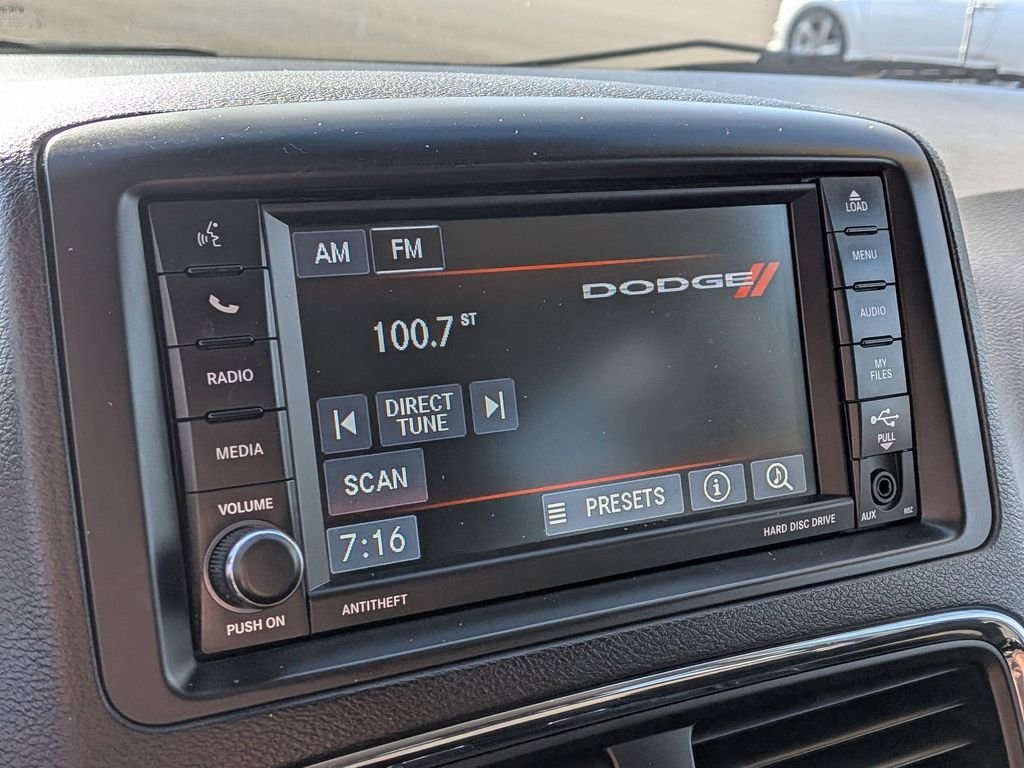 AM
FM
DODGE
100.7 ST
DIRECT
TUNE
SCAN
PRESETS
7:16
RADIO
MEDIA
VOLUME
PUSH ON
ANTITHEFT
HARD DISC DRIVE
LOAD
MENU
AUDIO
MY
FILES
PULL
AUX
RBZ